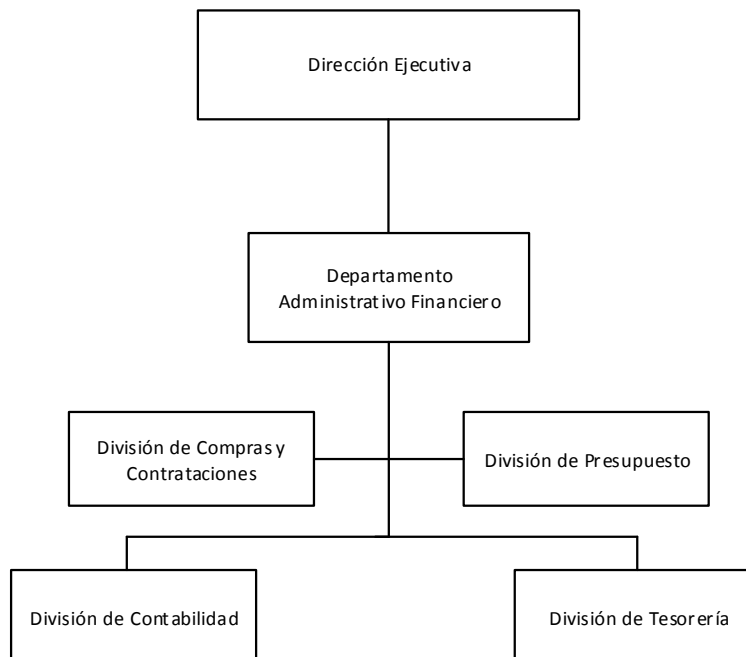 Dirección Ejecutiva
Departamento
Administrativo Financiero
División de Compras y
Contrataciones
División de Presupuesto
División de Contabilidad
División de Tesorería